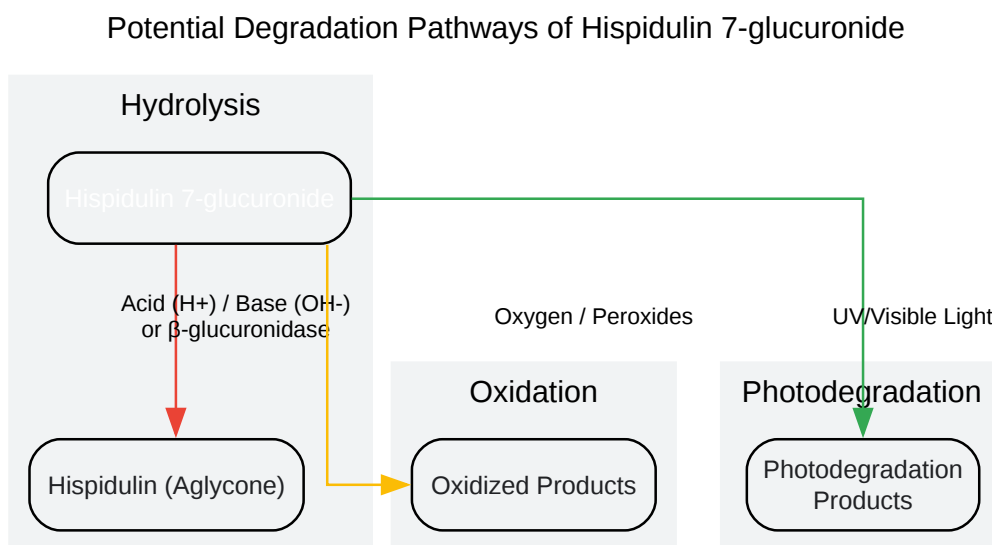 Potential Degradation Pathways of Hispidulin 7-glucuronide
Hydrolysis
Hispidulin 7-glucuronide
Acid (H+) / Base (OH-)
or β-glucuronidase
Oxygen / Peroxides
UV/Visible Light
Oxidation
Photodegradation
Hispidulin (Aglycone)
Oxidized Products
Photodegradation
Products